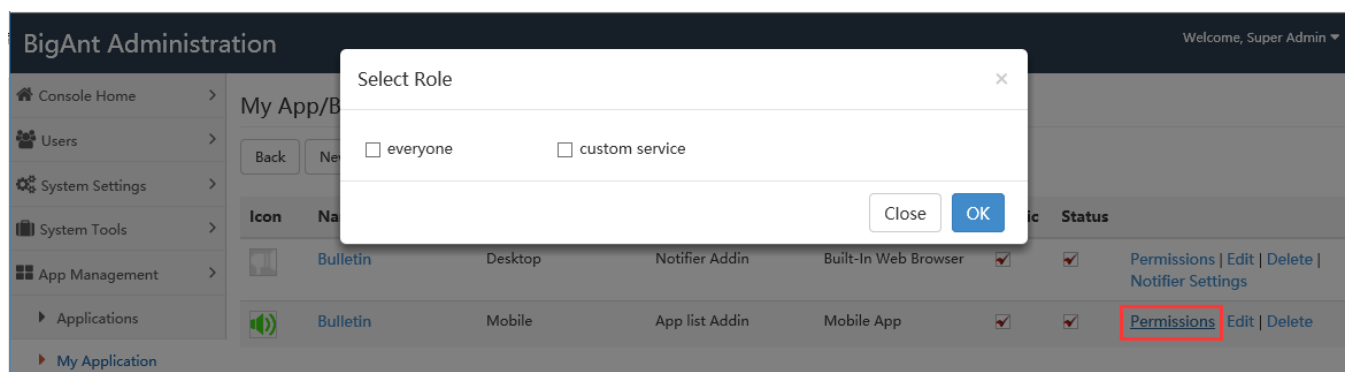 BigAnt Administration
Welcome, Super Admin
Select Role
×
Console Home
My App/B
everyone
custom service
Users
Back
Ne
System Settings
Close
OK
Icon
Na
ic
Status
System Tools
Bulletin
Desktop
Notifier Addin
Built-In Web Browser
Permissions | Edit | Delete |
Notifier Settings
App Management
Applications
Bulletin
Mobile
App list Addin
Mobile App
Permissions | Edit | Delete
My Application